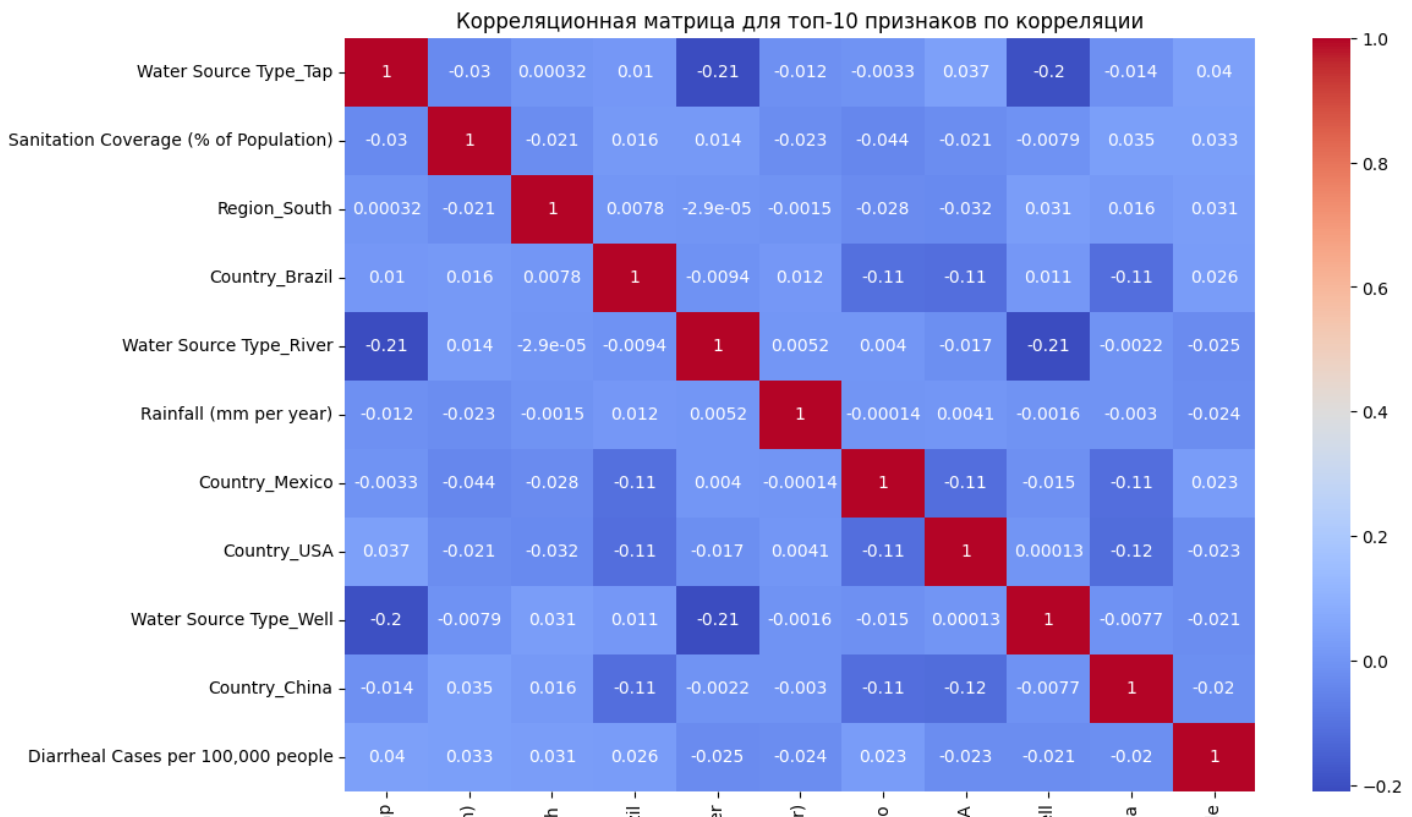 Корреляционная матрица для топ-10 признаков по корреляции
Water Source Type_Tap 1 -0.03 0.00032 0.01 -0.21 -0.012 -0.0033 0.037 -0.2 -0.014 0.04
Sanitation Coverage (% of Population) -0.03 1 -0.021 0.016 0.014 -0.023 -0.044 -0.021 -0.0079 0.035 0.033
Region_South 0.00032 -0.021 1 0.0078 -2.9e-05 -0.0015 -0.028 -0.032 0.031 0.016 0.031
Country_Brazil 0.01 0.016 0.0078 1 -0.0094 0.012 -0.11 -0.11 0.011 -0.11 0.026
Water Source Type_River -0.21 0.014 -2.9e-05 -0.0094 1 0.0052 0.004 -0.017 -0.21 -0.0022 -0.025
Rainfall (mm per year) -0.012 -0.023 -0.0015 0.012 0.0052 1 -0.00014 0.0041 -0.0016 -0.003 -0.024
Country_Mexico -0.0033 -0.044 -0.028 -0.11 0.004 -0.00014 1 -0.11 -0.015 -0.11 0.023
Country_USA 0.037 -0.021 -0.032 -0.11 -0.017 0.0041 -0.11 1 0.00013 -0.12 -0.023
Water Source Type_Well -0.2 -0.0079 0.031 0.011 -0.21 -0.0016 -0.015 0.00013 1 -0.0077 -0.021
Country_China -0.014 0.035 0.016 -0.11 -0.0022 -0.003 -0.11 -0.12 -0.0077 1 -0.02
Diarrheal Cases per 100,000 people 0.04 0.033 0.031 0.026 -0.025 -0.024 0.023 -0.023 -0.021 -0.02 1
1.0
0.8
0.6
0.4
0.2
0.0
−0.2